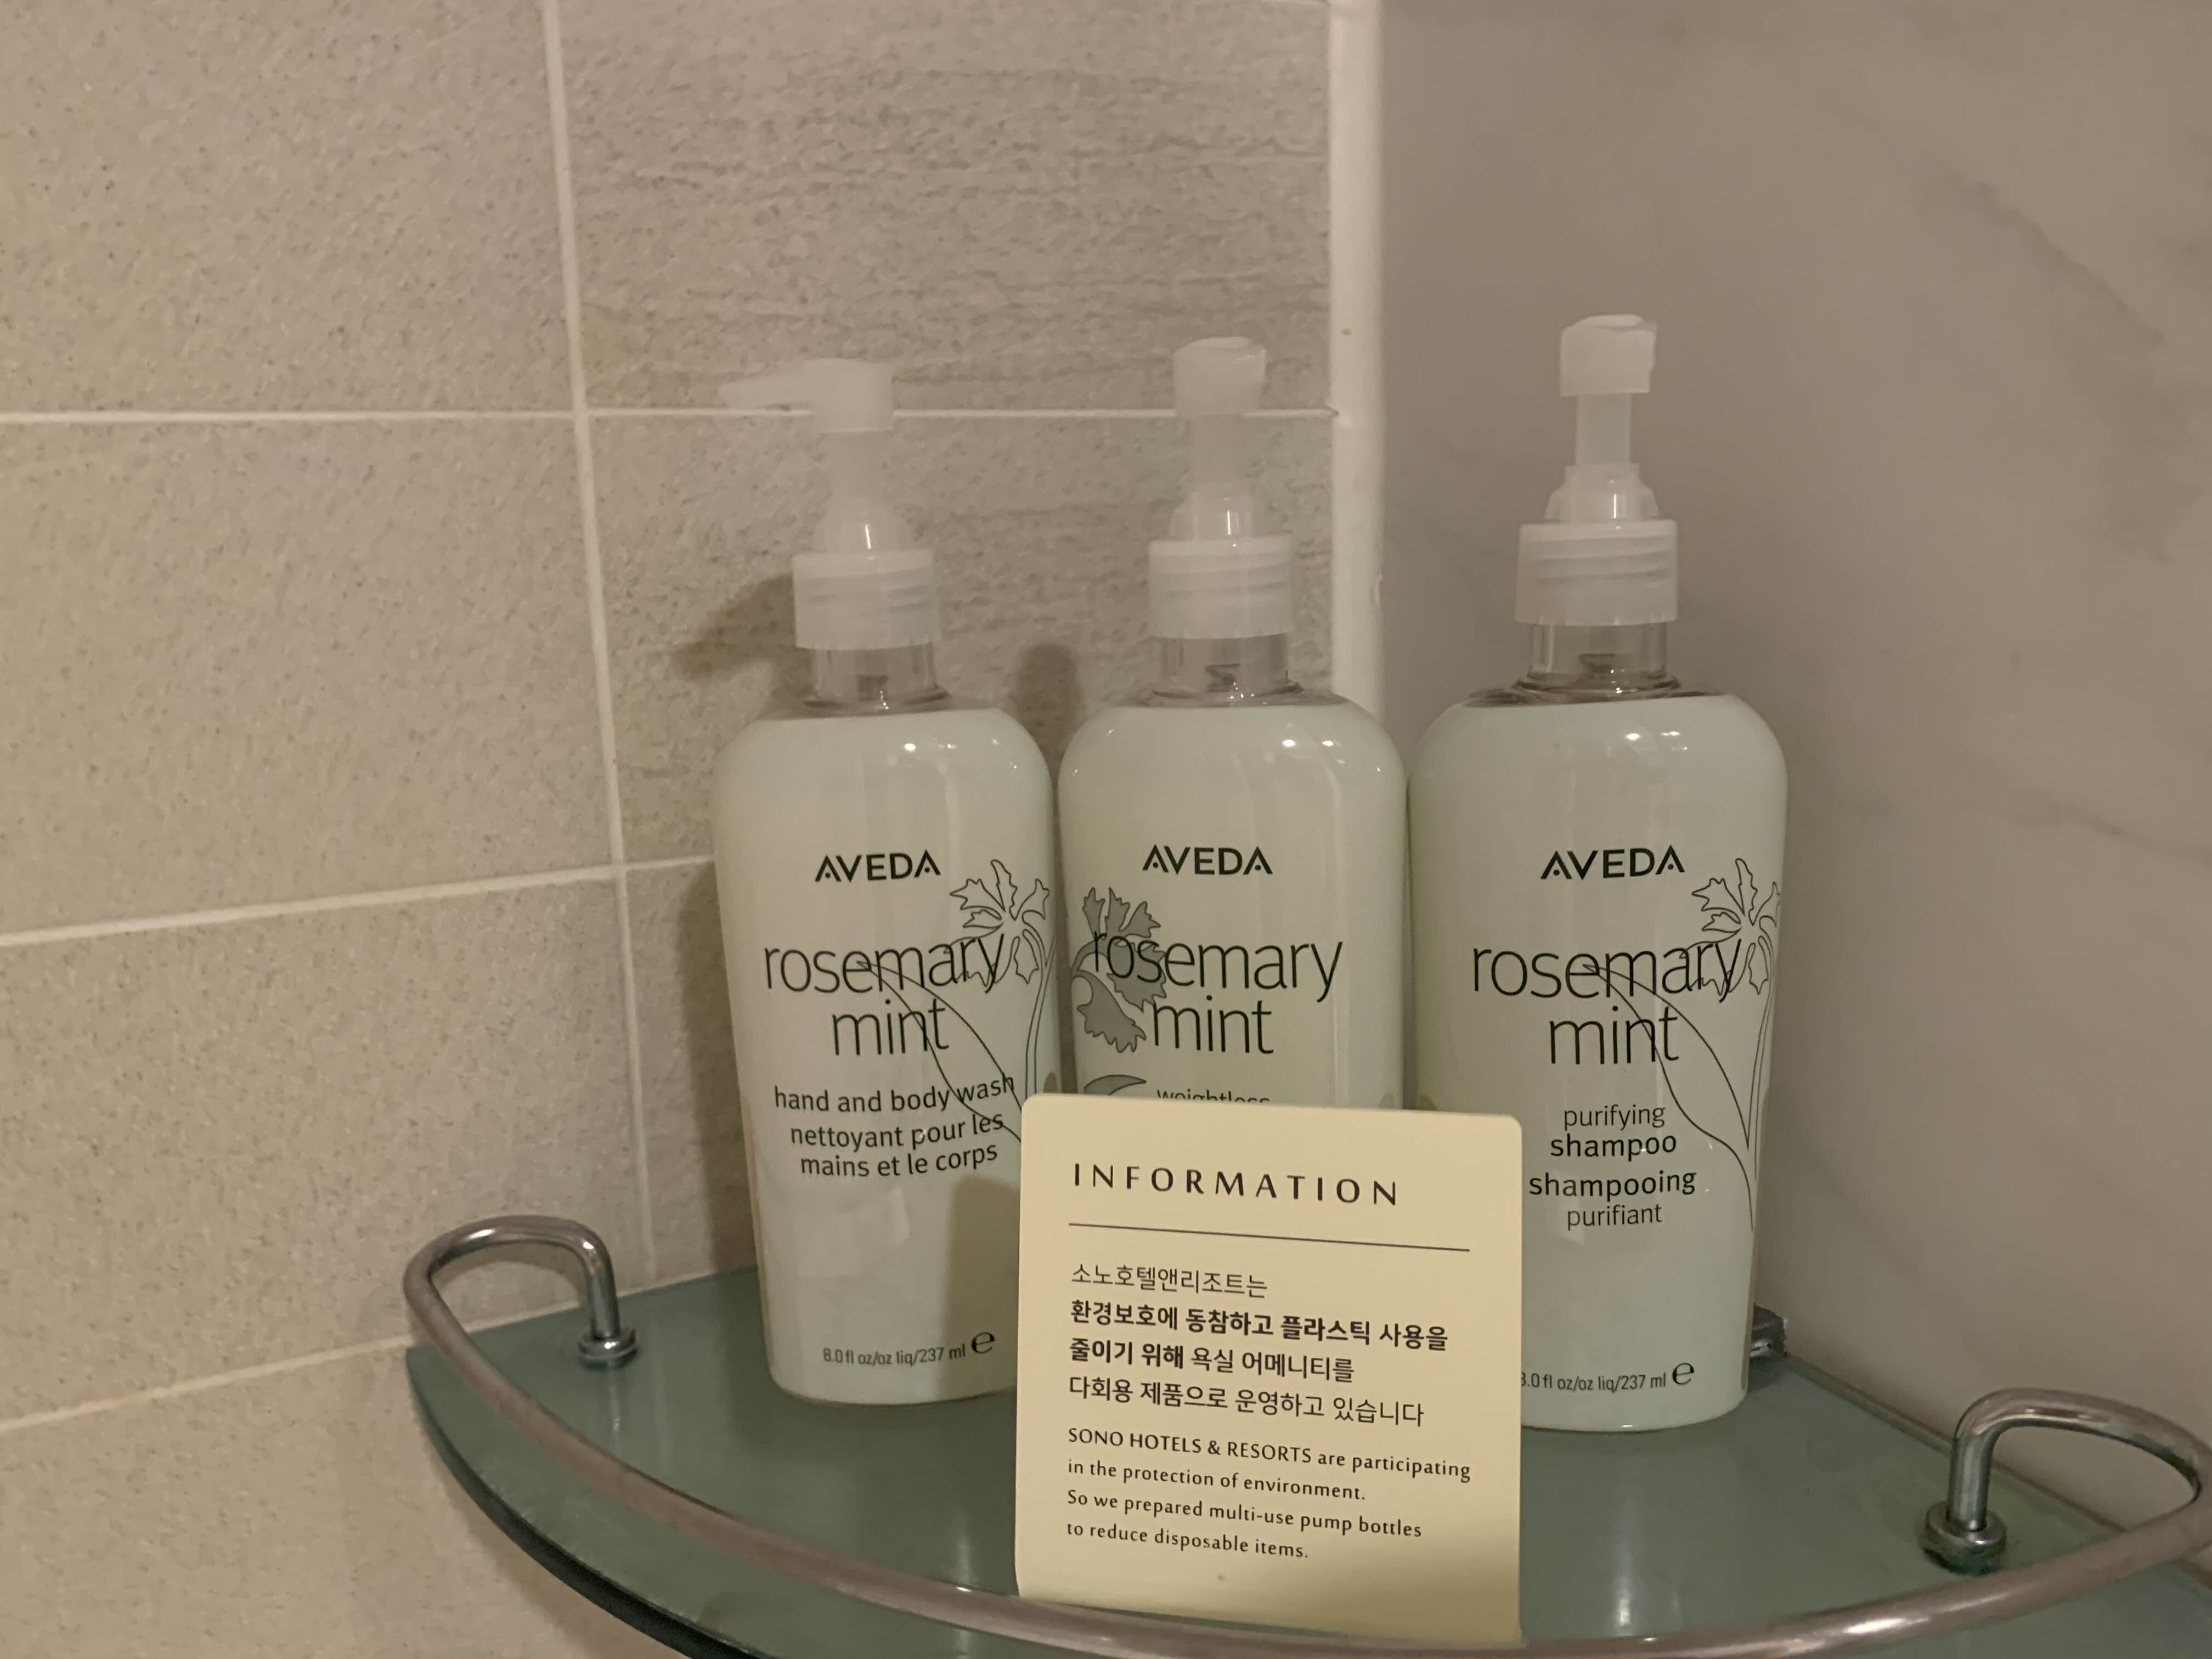 AVEDA
rosemary
mint
hand and body wash
nettoyant pour les
mains et le corps
8.0 fl oz/oz liq/237 ml e
AVEDA
rosemary
mint
weightless
AVEDA
rosemary
mint
purifying
shampoo
shampooing
purifiant
8.0 fl oz/oz liq/237 ml e
INFORMATION
소노호텔앤리조트는
환경보호에 동참하고 플라스틱 사용을
줄이기 위해 욕실 어메니티를
다회용 제품으로 운영하고 있습니다
SONO HOTELS & RESORTS are participating
in the protection of environment.
So we prepared multi-use pump bottles
to reduce disposable items.